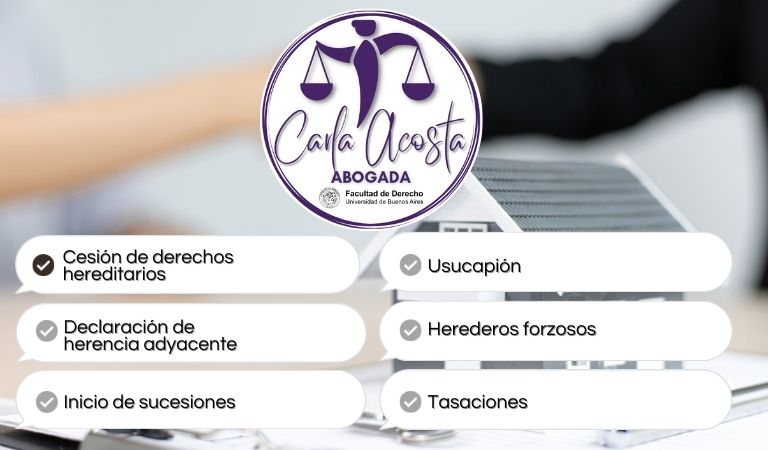 Carla Acosta
ABOGADA
Facultad de Derecho
Universidad de Buenos Aires
Cesión de derechos
hereditarios
Usucapión
Declaración de
herencia adyacente
Herederos forzosos
Inicio de sucesiones
Tasaciones